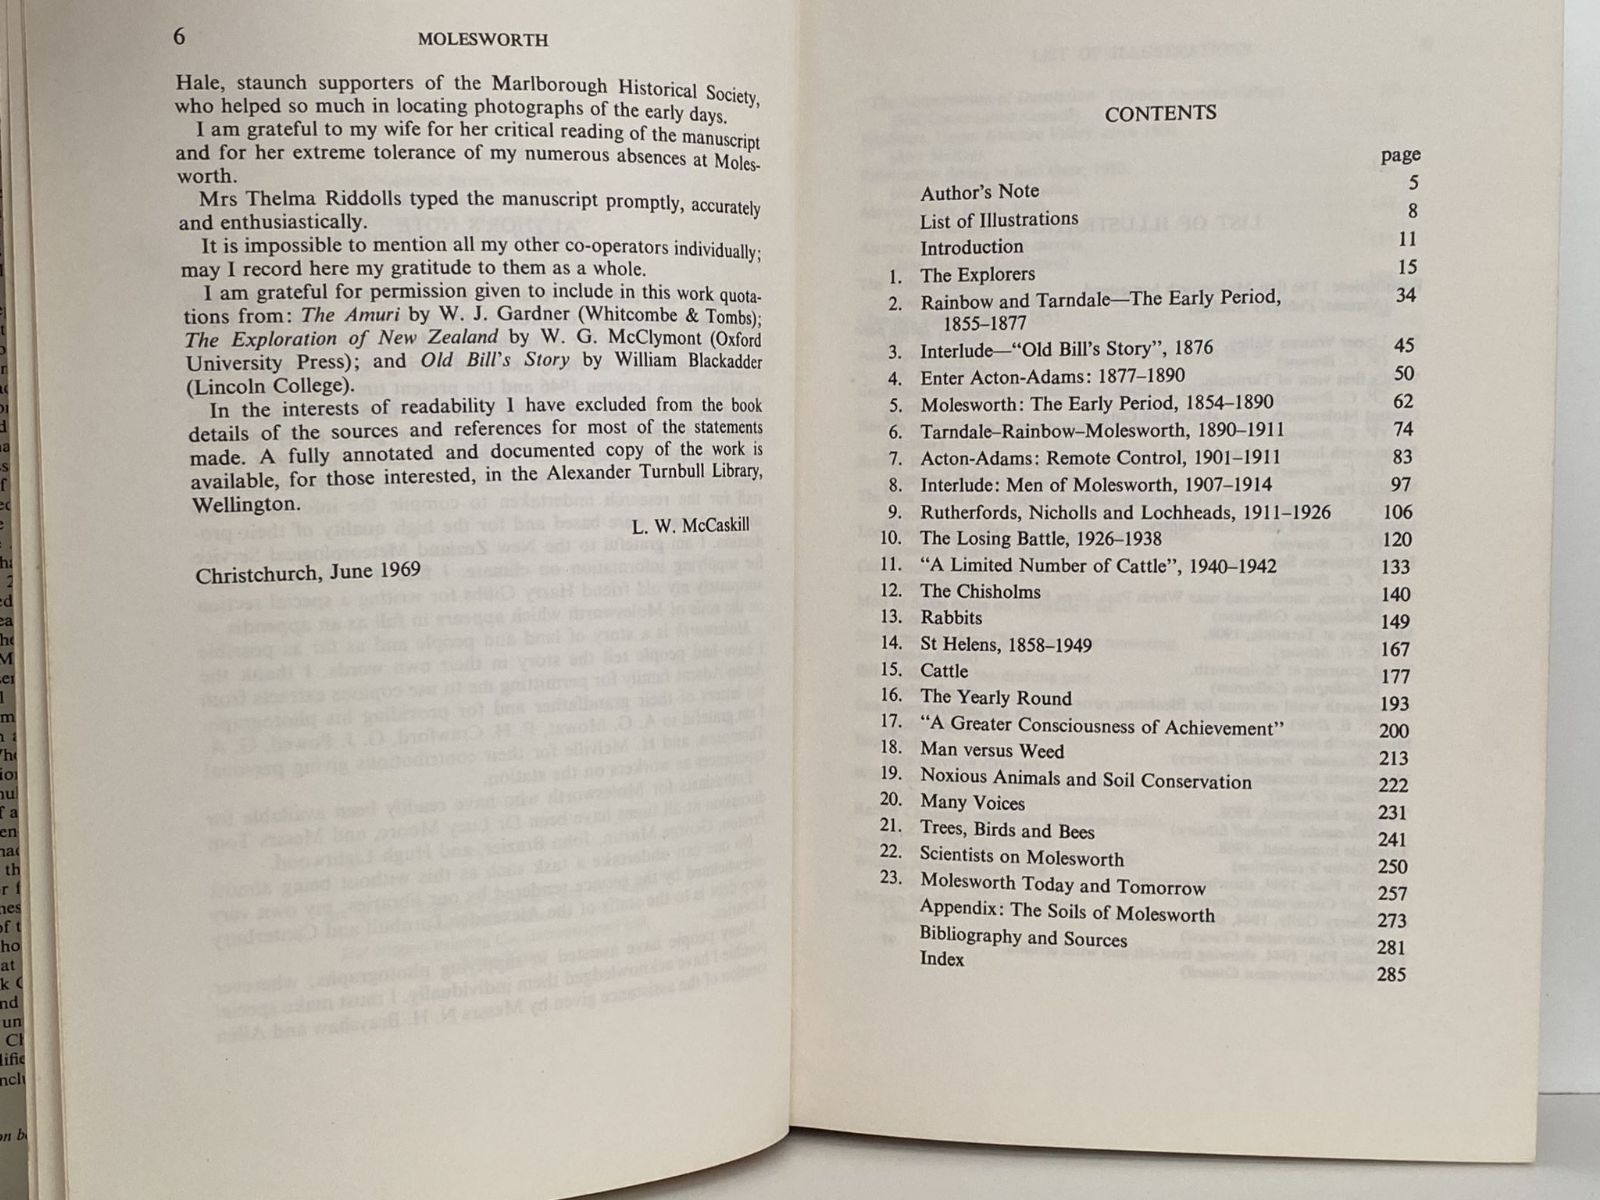 6
MOLESWORTH
Hale, staunch supporters of the Marlborough Historical Society,
who helped so much in locating photographs of the early days.
I am grateful to my wife for her critical reading of the manuscript
and for her extreme tolerance of my numerous absences at Moles-
worth.
Mrs Thelma Riddolls typed the manuscript promptly, accurately
and enthusiastically.
It is impossible to mention all my other co-operators individually;
may I record here my gratitude to them as a whole.
I am grateful for permission given to include in this work quota-
tions from: The Amuri by W. J. Gardner (Whitcombe & Tombs);
The Exploration of New Zealand by W. G. McClymont (Oxford
University Press); and Old Bill's Story by William Blackadder
(Lincoln College).
In the interests of readability I have excluded from the book
details of the sources and references for most of the statements
made. A fully annotated and documented copy of the work is
available, for those interested, in the Alexander Turnbull Library,
Wellington.
L. W. McCaskill
Christchurch, June 1969
CONTENTS
page
Author's Note 5
List of Illustrations 8
Introduction 11
1. The Explorers 15
2. Rainbow and Tarndale—The Early Period, 34
1855–1877
3. Interlude—“Old Bill's Story”, 1876 45
4. Enter Acton-Adams: 1877–1890 50
5. Molesworth: The Early Period, 1854–1890 62
6. Tarndale–Rainbow–Molesworth, 1890–1911 74
7. Acton-Adams: Remote Control, 1901–1911 83
8. Interlude: Men of Molesworth, 1907–1914 97
9. Rutherfords, Nicholls and Lochheads, 1911–1926 106
10. The Losing Battle, 1926–1938 120
11. “A Limited Number of Cattle”, 1940–1942 133
12. The Chisholms 140
13. Rabbits 149
14. St Helens, 1858–1949 167
15. Cattle 177
16. The Yearly Round 193
17. “A Greater Consciousness of Achievement” 200
18. Man versus Weed 213
19. Noxious Animals and Soil Conservation 222
20. Many Voices 231
21. Trees, Birds and Bees 241
22. Scientists on Molesworth 250
23. Molesworth Today and Tomorrow 257
Appendix: The Soils of Molesworth 273
Bibliography and Sources 281
Index 285